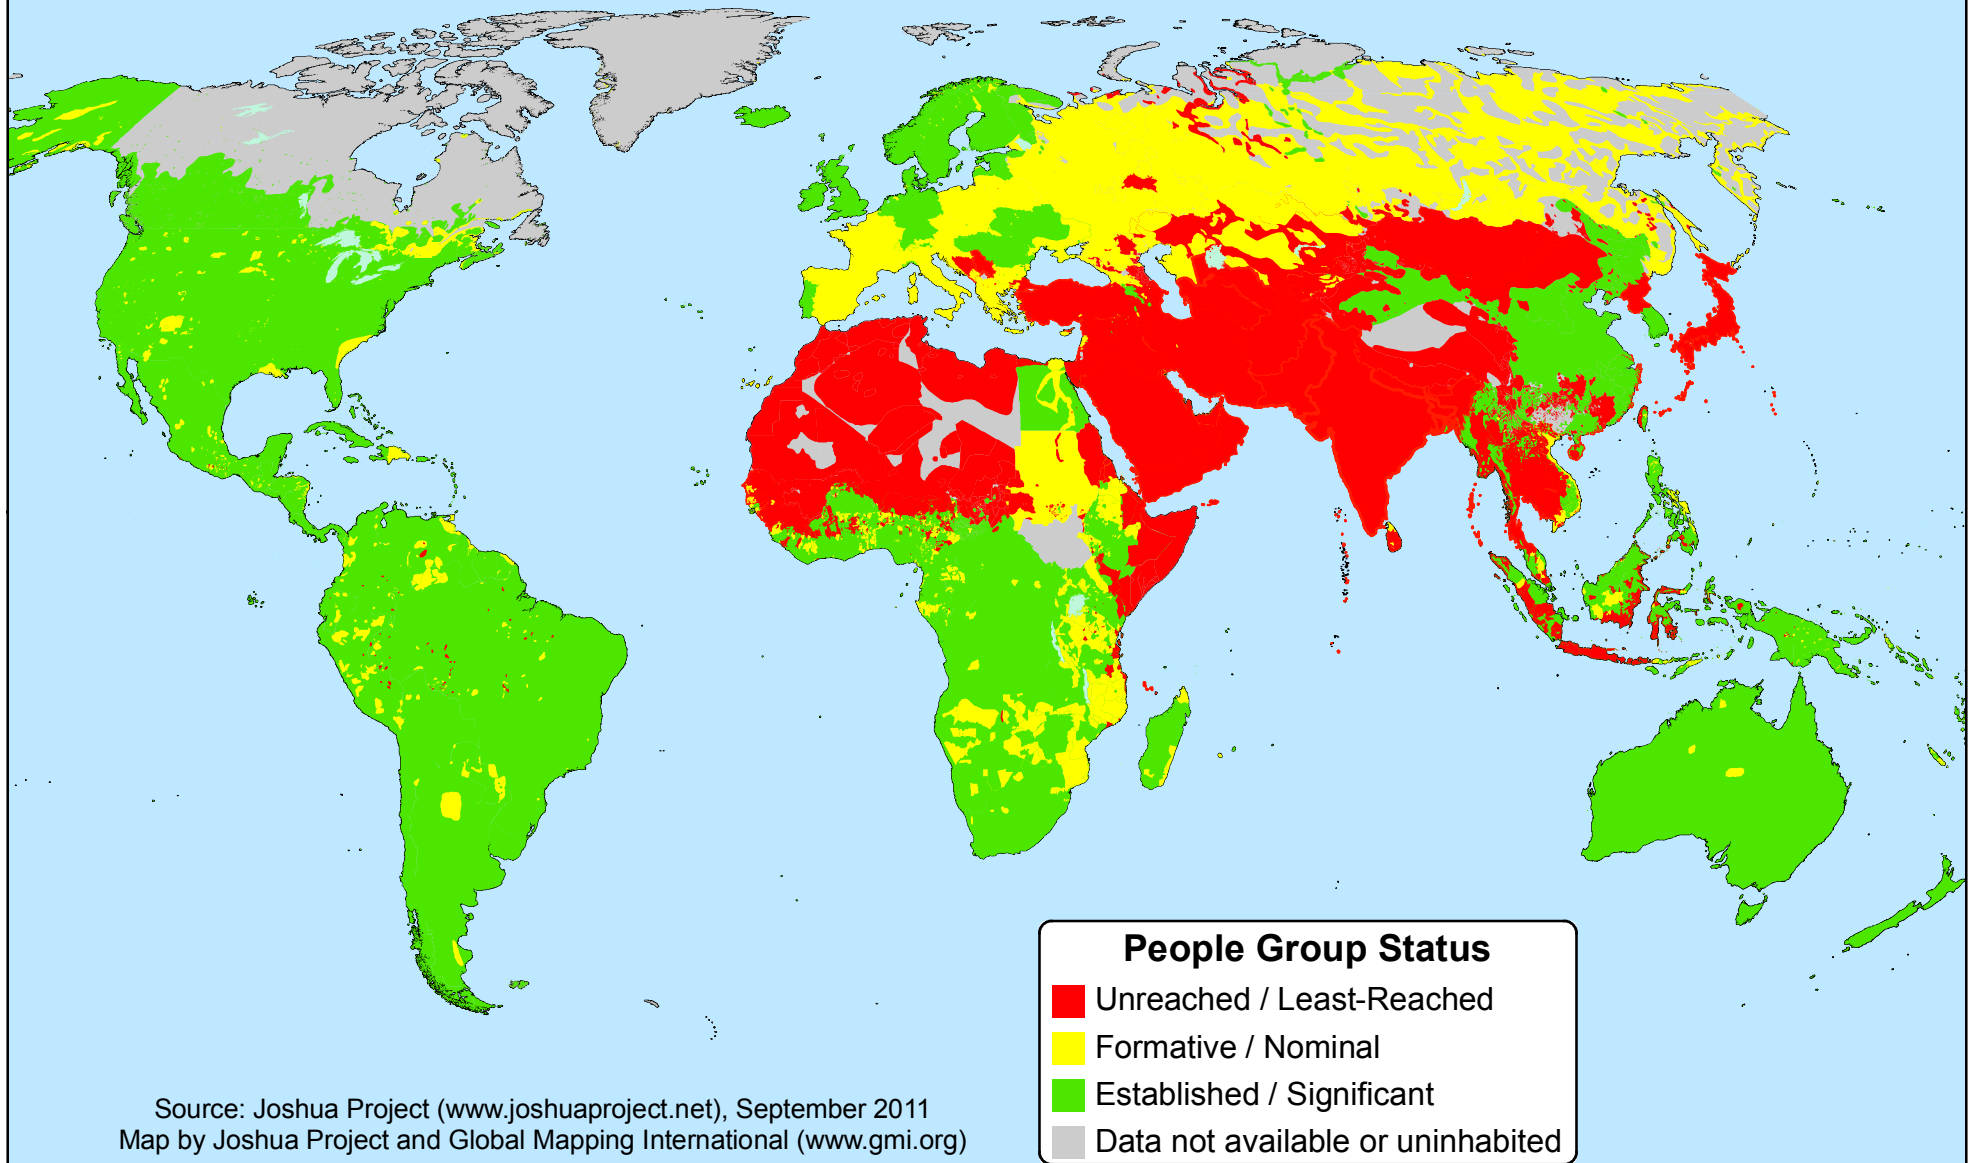 People Group Status
Unreached / Least-Reached
Formative / Nominal
Established / Significant
Data not available or uninhabited
Source: Joshua Project (www.joshuaproject.net), September 2011
Map by Joshua Project and Global Mapping International (www.gmi.org)